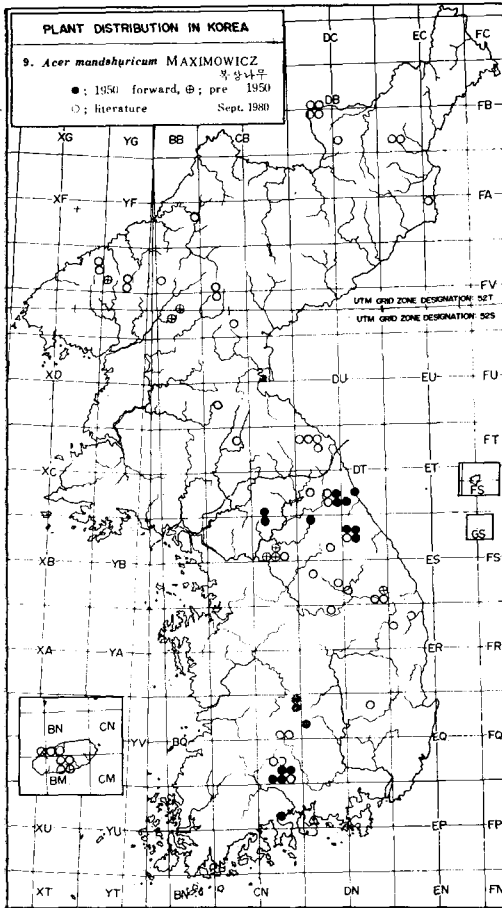 PLANT DISTRIBUTION IN KOREA
9. Acer mandshuricum MAXIMOWICZ
복장나무
●; 1950 forward, ⊕; pre 1950
○; literature Sept. 1980
DC EC FC
DB FB
XG YG BB CB
XF YF FA
FV
UTM GRID ZONE DESIGNATION 52T
UTM GRID ZONE DESIGNATION 52S
XD DU EU FU
FT
XC DT ET
FS
GS
XB YB ES FS
XA YA ER FR
BN CN
YV BQ EQ FQ
BM CM
XU YU EP FP
XT YT BN CN DN EN FN